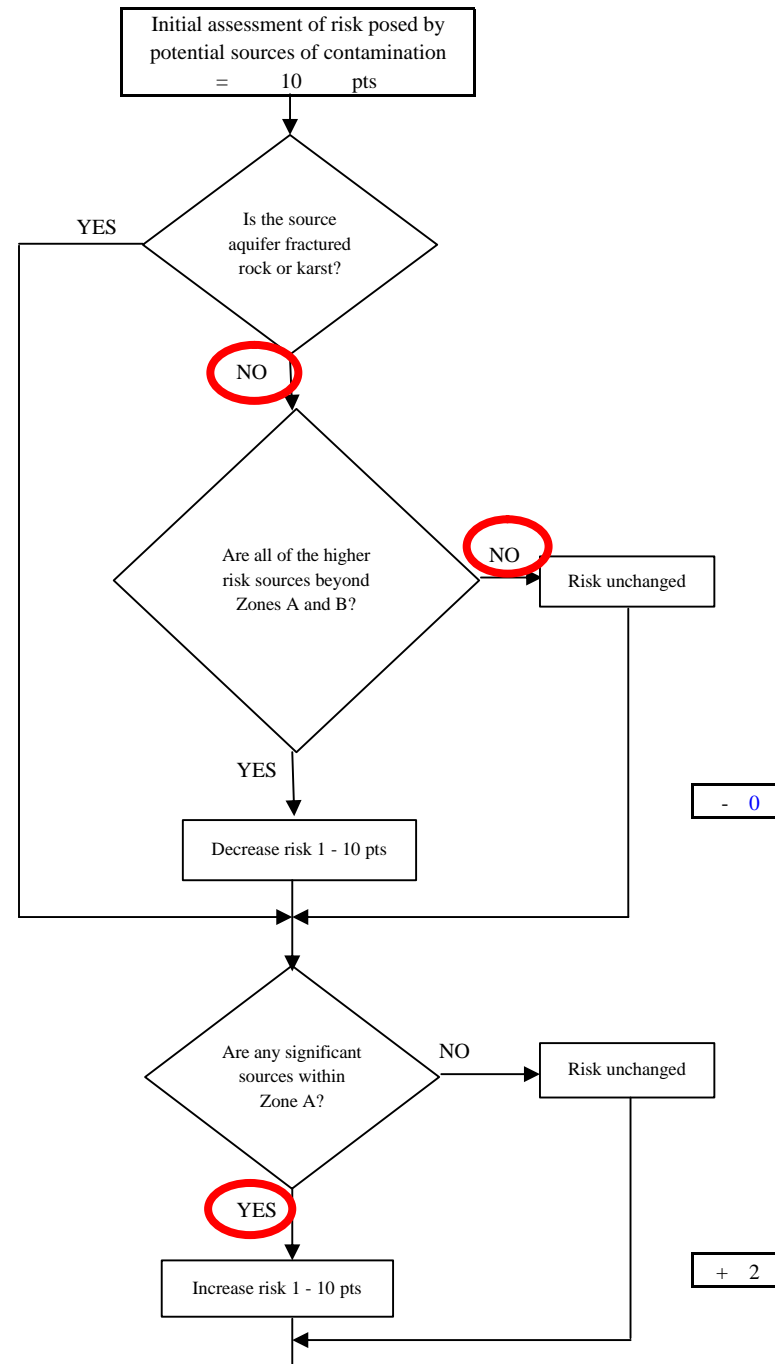 Initial assessment of risk posed by
potential sources of contamination
= 10 pts
YES
Is the source
aquifer fractured
rock or karst?
NO
Are all of the higher
risk sources beyond
Zones A and B?
NO
Risk unchanged
YES
- 0
Decrease risk 1 - 10 pts
Are any significant
sources within
Zone A?
NO
Risk unchanged
YES
+ 2
Increase risk 1 - 10 pts